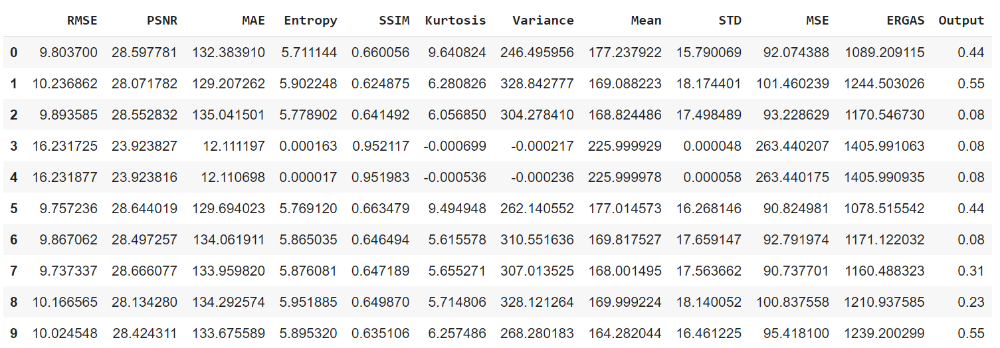 RMSE PSNR MAE Entropy SSIM Kurtosis Variance Mean STD MSE ERGAS Output
0 9.803700 28.597781 132.383910 5.711144 0.660056 9.640824 246.495956 177.237922 15.790069 92.074388 1089.209115 0.44
1 10.236862 28.071782 129.207262 5.902248 0.624875 6.280826 328.842777 169.088223 18.174401 101.460239 1244.503026 0.55
2 9.893585 28.552832 135.041501 5.778902 0.641492 6.056850 304.278410 168.824486 17.498489 93.228629 1170.546730 0.08
3 16.231725 23.923827 12.111197 0.000163 0.952117 -0.000699 -0.000217 225.999929 0.000048 263.440207 1405.991063 0.08
4 16.231877 23.923816 12.110698 0.000017 0.951983 -0.000536 -0.000236 225.999978 0.000058 263.440175 1405.990935 0.08
5 9.757236 28.644019 129.694023 5.769120 0.663479 9.494948 262.140552 177.014573 16.268146 90.824981 1078.515542 0.44
6 9.867062 28.497257 134.061911 5.865035 0.646494 5.615578 310.551636 169.817527 17.659147 92.791974 1171.122032 0.08
7 9.737337 28.666077 133.959820 5.876081 0.647189 5.655271 307.013525 168.001495 17.563662 90.737701 1160.488323 0.31
8 10.166565 28.134280 134.292574 5.951885 0.649870 5.714806 328.121264 169.999224 18.140052 100.837558 1210.937585 0.23
9 10.024548 28.424311 133.675589 5.895320 0.635106 6.257486 268.280183 164.282044 16.461225 95.418100 1239.200299 0.55